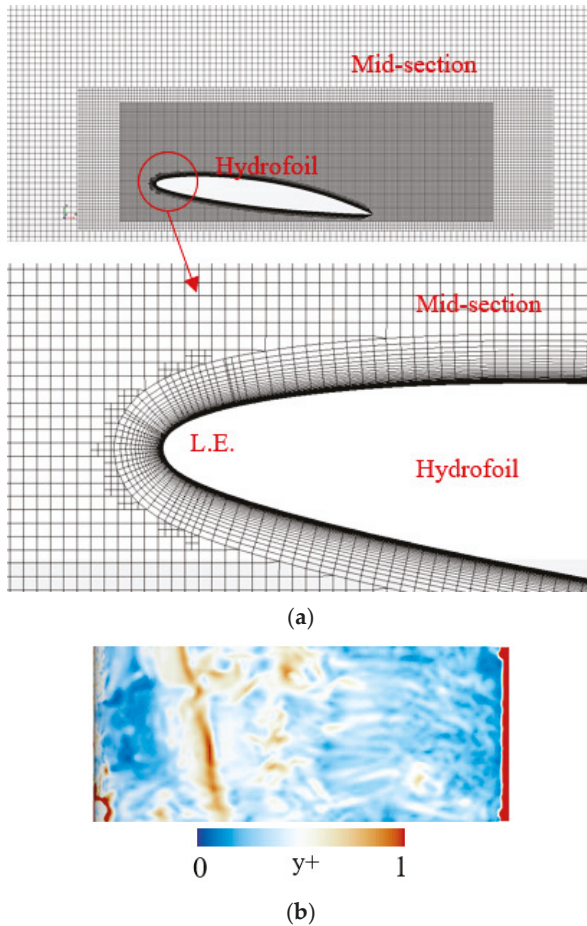 Mid-section
Hydrofoil
Mid-section
L.E.
Hydrofoil
(a)
0 y+ 1
(b)